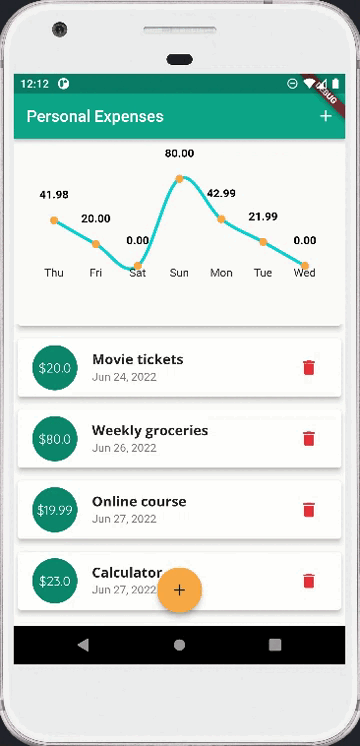 12:12
DEBUG
Personal Expenses
+
80.00
41.98
42.99
20.00
21.99
0.00
0.00
Thu Fri Sat Sun Mon Tue Wed
$20.0
Movie tickets
Jun 24, 2022
$80.0
Weekly groceries
Jun 26, 2022
$19.99
Online course
Jun 27, 2022
$23.0
Calculator
Jun 27, 2022
+